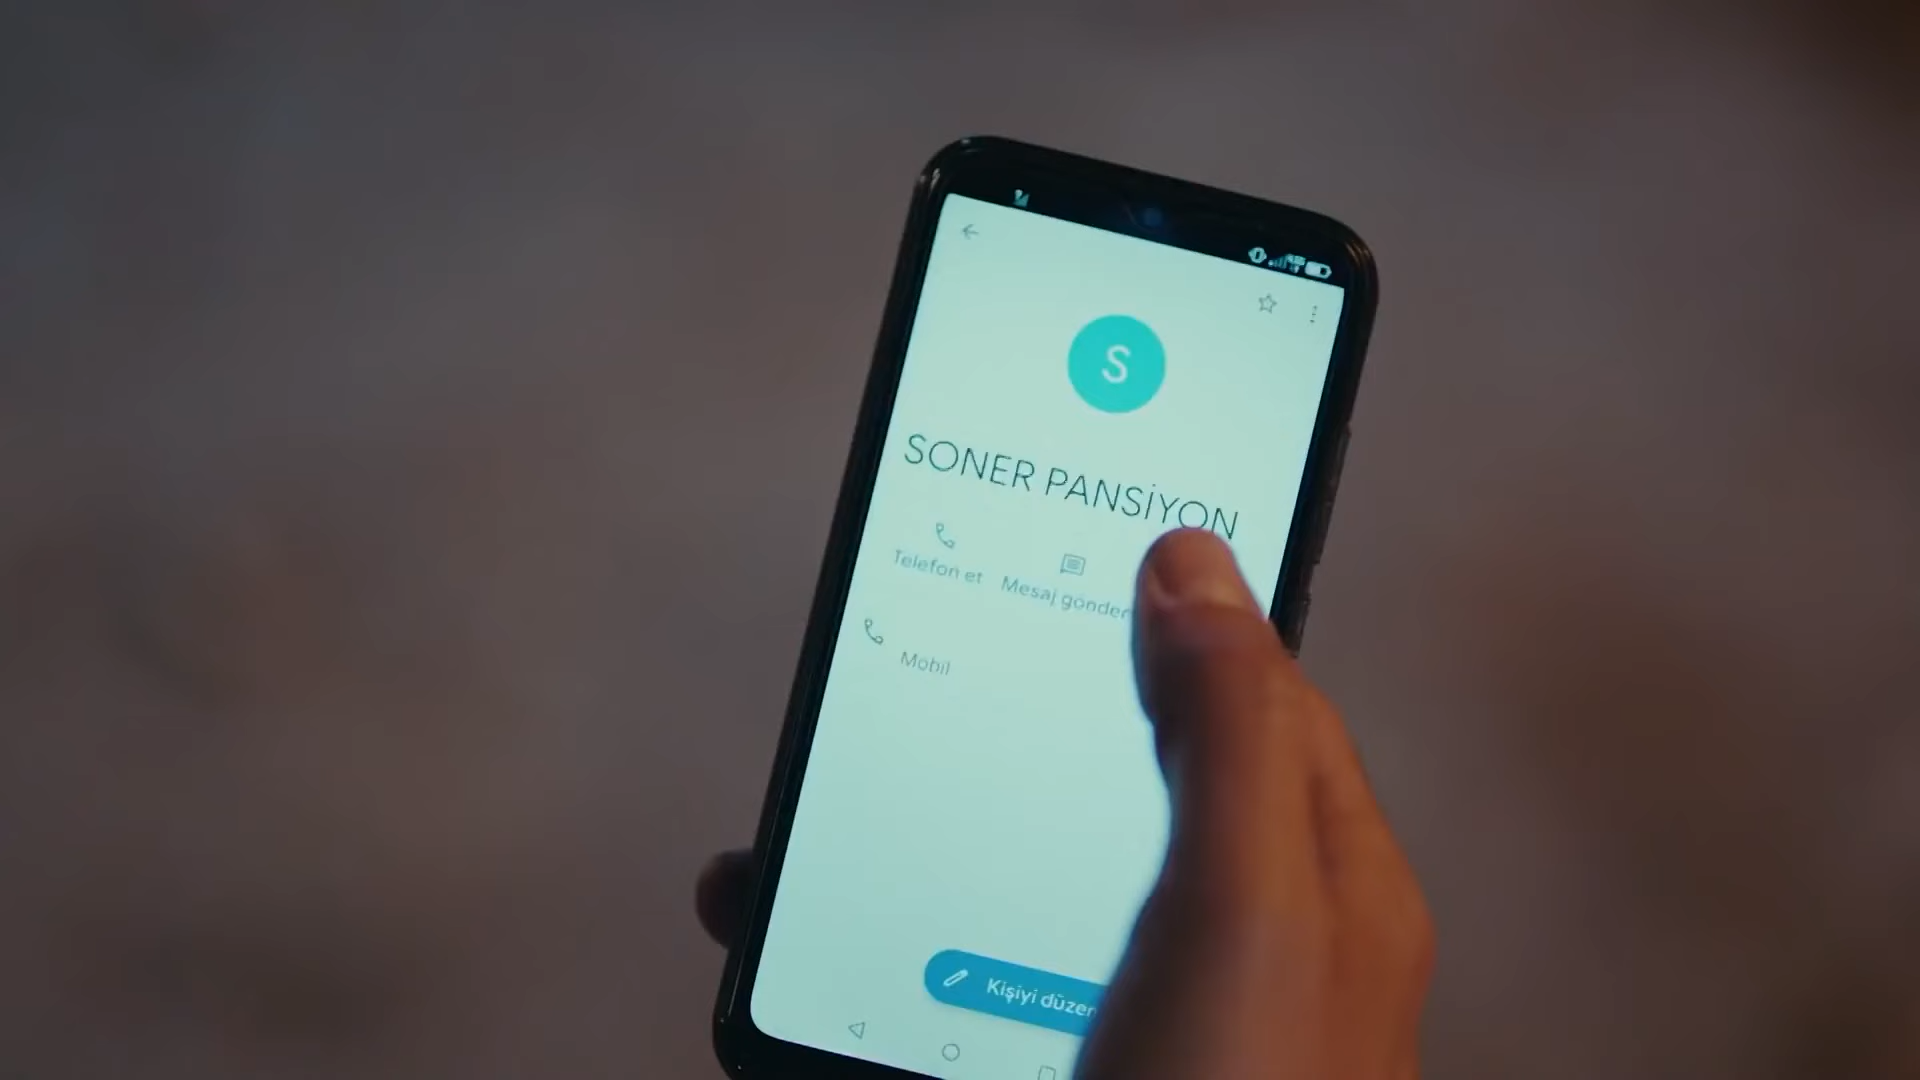 S
SONER PANSİYON
Telefon et
Mesaj gönder
Mobil
Kişiyi düzen